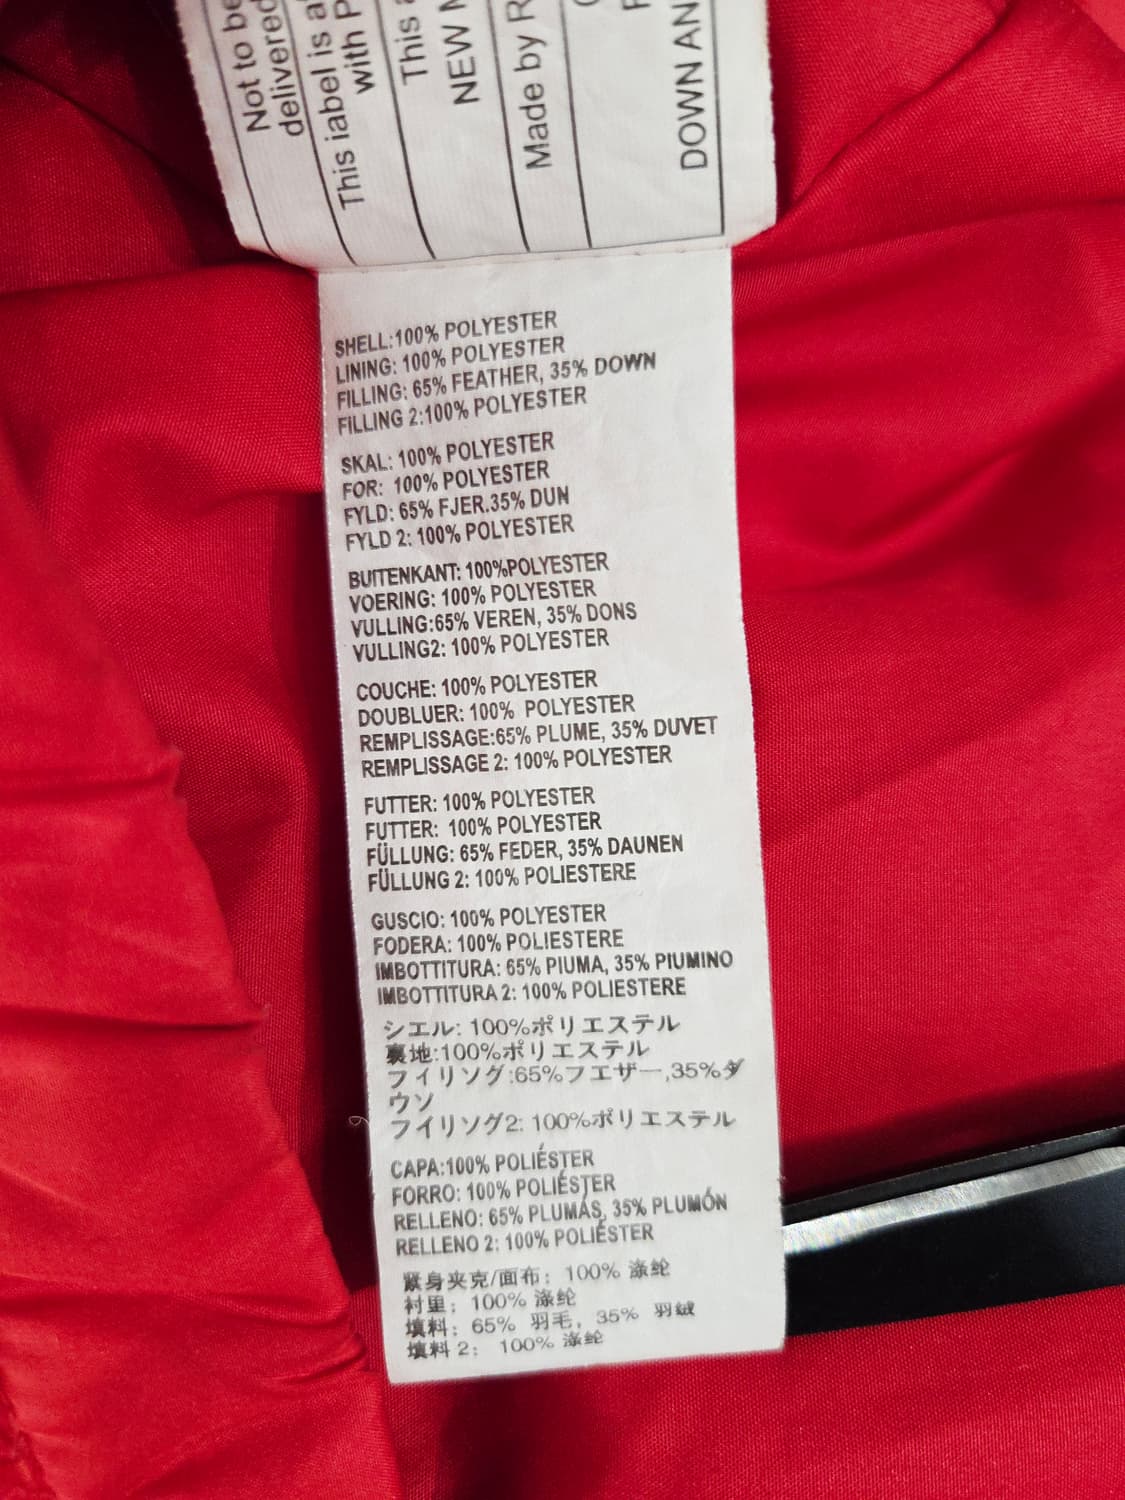 Not to be
delivered
This iabel is
with P
This
NEW
Made by R
DOWN AN
SHELL:100% POLYESTER
LINING: 100% POLYESTER
FILLING: 65% FEATHER, 35% DOWN
FILLING 2:100% POLYESTER
SKAL: 100% POLYESTER
FOR: 100% POLYESTER
FYLD: 65% FJER.35% DUN
FYLD 2: 100% POLYESTER
BUITENKANT: 100%POLYESTER
VOERING: 100% POLYESTER
VULLING:65% VEREN, 35% DONS
VULLING2: 100% POLYESTER
COUCHE: 100% POLYESTER
DOUBLUER: 100% POLYESTER
REMPLISSAGE:65% PLUME, 35% DUVET
REMPLISSAGE 2: 100% POLYESTER
FUTTER: 100% POLYESTER
FUTTER: 100% POLYESTER
FÜLLUNG: 65% FEDER, 35% DAUNEN
FÜLLUNG 2: 100% POLIESTERE
GUSCIO: 100% POLYESTER
FODERA: 100% POLIESTERE
IMBOTTITURA: 65% PIUMA, 35% PIUMINO
IMBOTTITURA 2: 100% POLIESTERE
シエル: 100%ポリエステル
裏地:100%ポリエステル
フィリソグ:65%フエザー,35%ダ
ウソ
フイリソグ2: 100%ポリエステル
CAPA:100% POLIÉSTER
FORRO: 100% POLIÉSTER
RELLENO: 65% PLUMÁS, 35% PLUMÓN
RELLENO 2: 100% POLIÉSTER
紧身夹克/面布：100% 涤纶
衬里：100% 涤纶
填料：65% 羽毛，35% 羽绒
填料 2：100% 涤纶